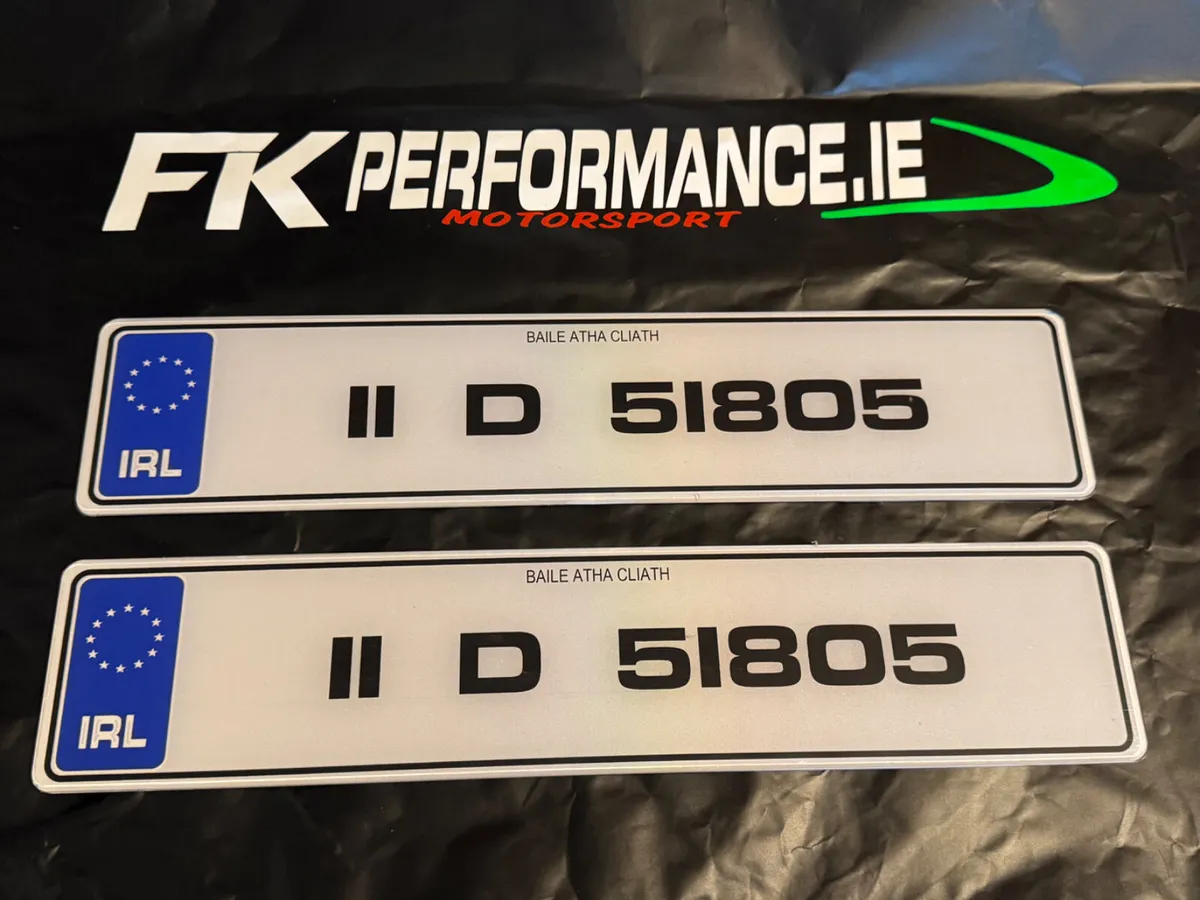 FK PERFORMANCE.IE
MOTORSPORT
BAILE ATHA CLIATH
IRL
11 D 51805
BAILE ATHA CLIATH
IRL
11 D 51805